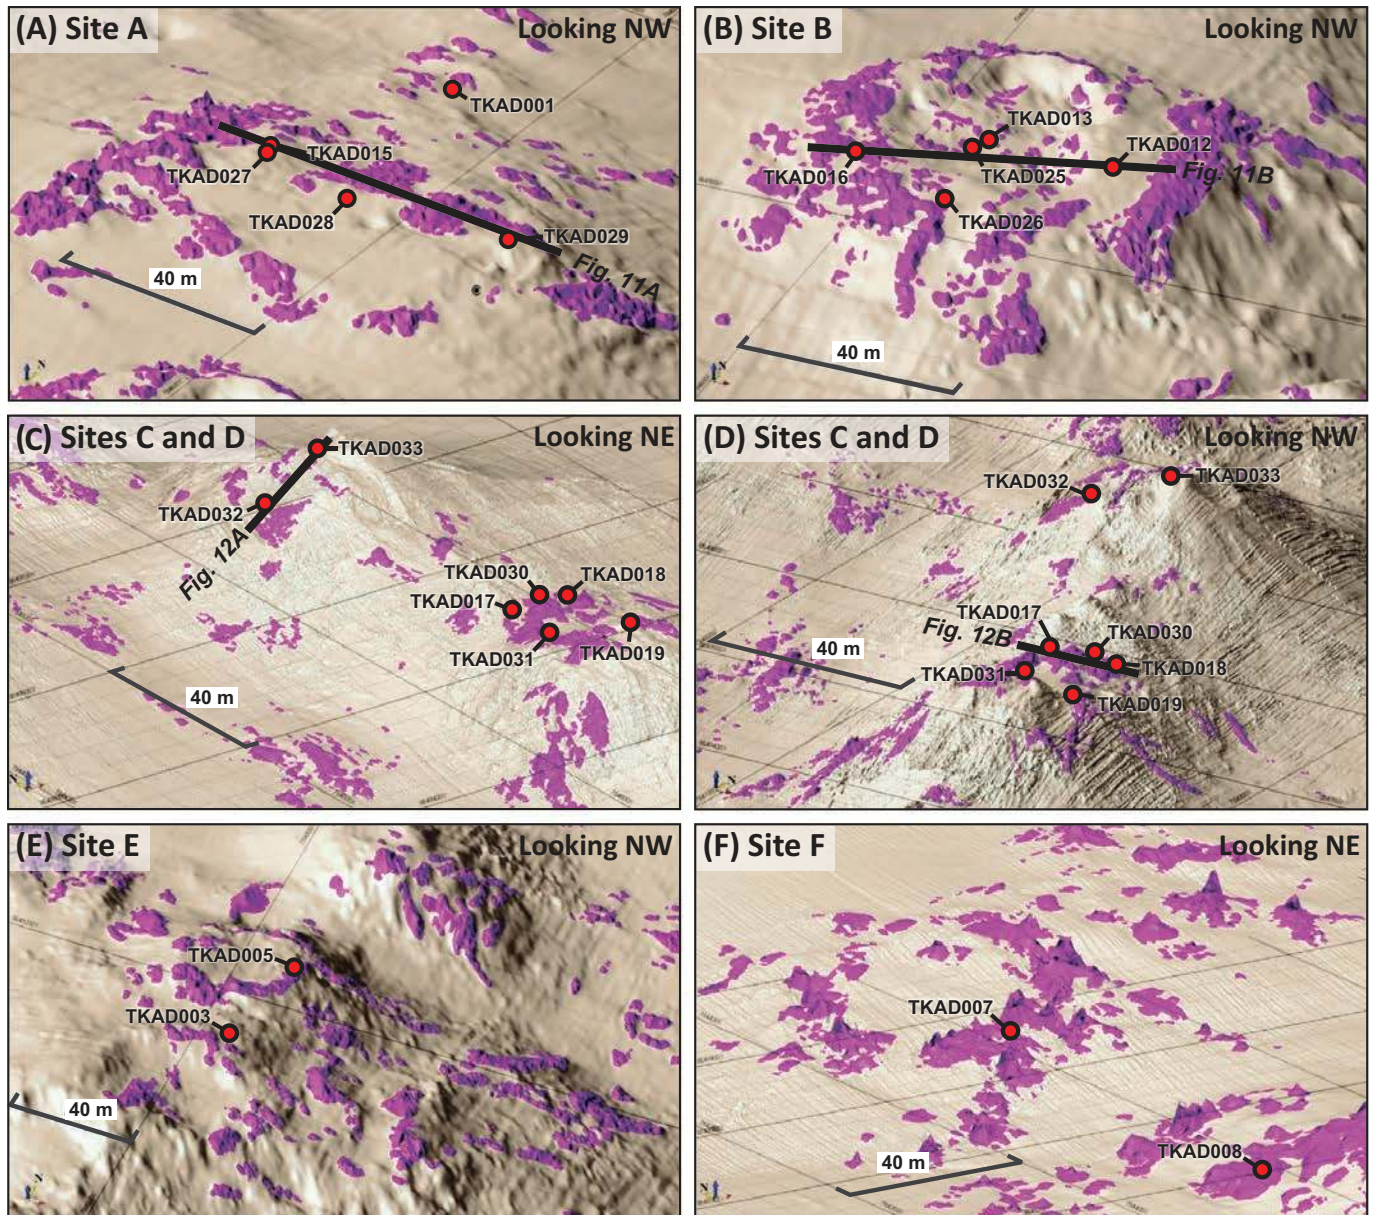 (A) Site A
Looking NW
TKAD001
TKAD015
TKAD027
TKAD028
TKAD029
Fig. 11A
40 m
(B) Site B
Looking NW
TKAD013
TKAD012
TKAD016
TKAD025
Fig. 11B
TKAD026
40 m
(C) Sites C and D
Looking NE
TKAD033
TKAD032
Fig. 12A
TKAD030
TKAD018
TKAD017
TKAD031
TKAD019
40 m
(D) Sites C and D
Looking NW
TKAD032
TKAD033
TKAD017
Fig. 12B
TKAD030
40 m
TKAD018
TKAD031
TKAD019
(E) Site E
Looking NW
TKAD005
TKAD003
40 m
(F) Site F
Looking NE
TKAD007
TKAD008
40 m